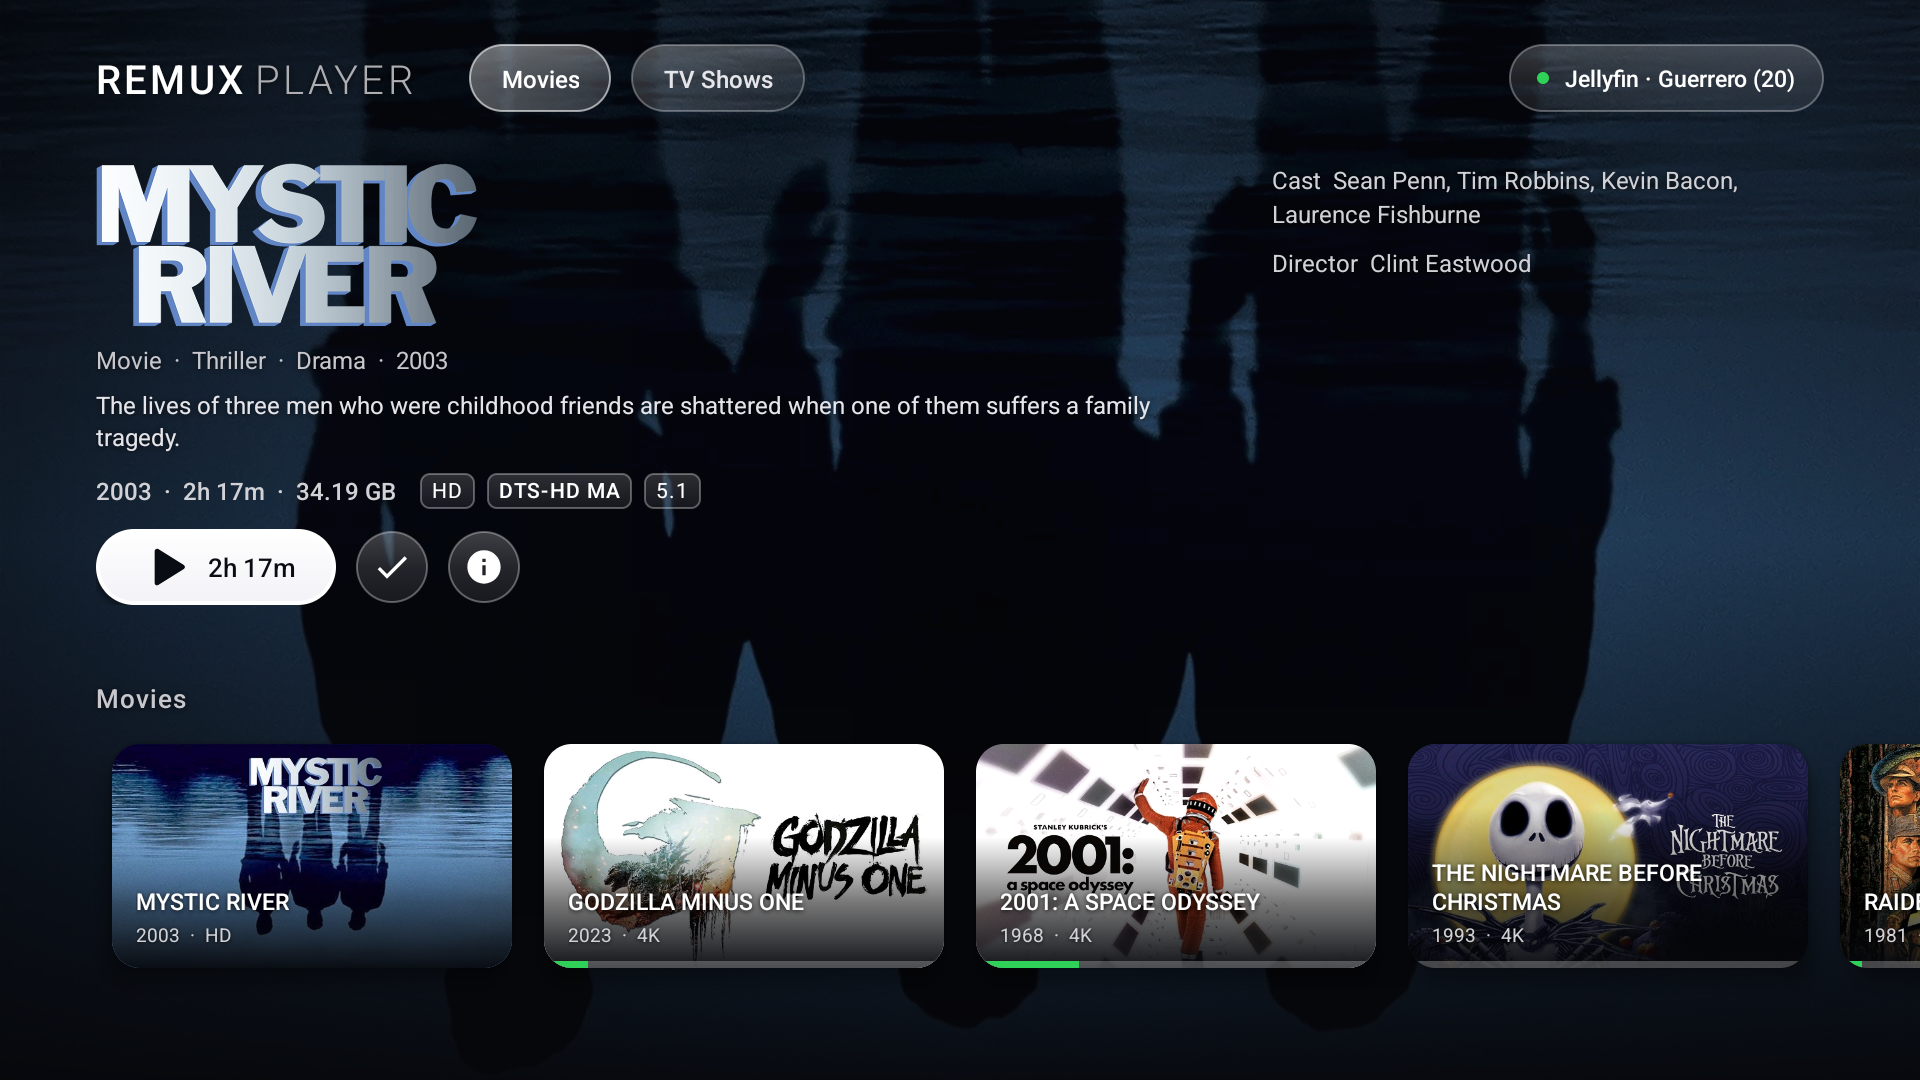 REMUX PLAYER
Movies
TV Shows
Jellyfin · Guerrero (20)
MYSTIC
RIVER
Cast Sean Penn, Tim Robbins, Kevin Bacon,
Laurence Fishburne
Director Clint Eastwood
Movie · Thriller · Drama · 2003
The lives of three men who were childhood friends are shattered when one of them suffers a family
tragedy.
2003 · 2h 17m · 34.19 GB HD DTS-HD MA 5.1
2h 17m
Movies
MYSTIC
RIVER
MYSTIC RIVER
2003 · HD
GODZILLA
MINUS ONE
GODZILLA MINUS ONE
2023 · 4K
STANLEY KUBRICK'S
2001:
a space odyssey
2001: A SPACE ODYSSEY
1968 · 4K
THE
NIGHTMARE
BEFORE
CHRISTMAS
THE NIGHTMARE BEFORE
CHRISTMAS
1993 · 4K
RAIDE
1981 ·